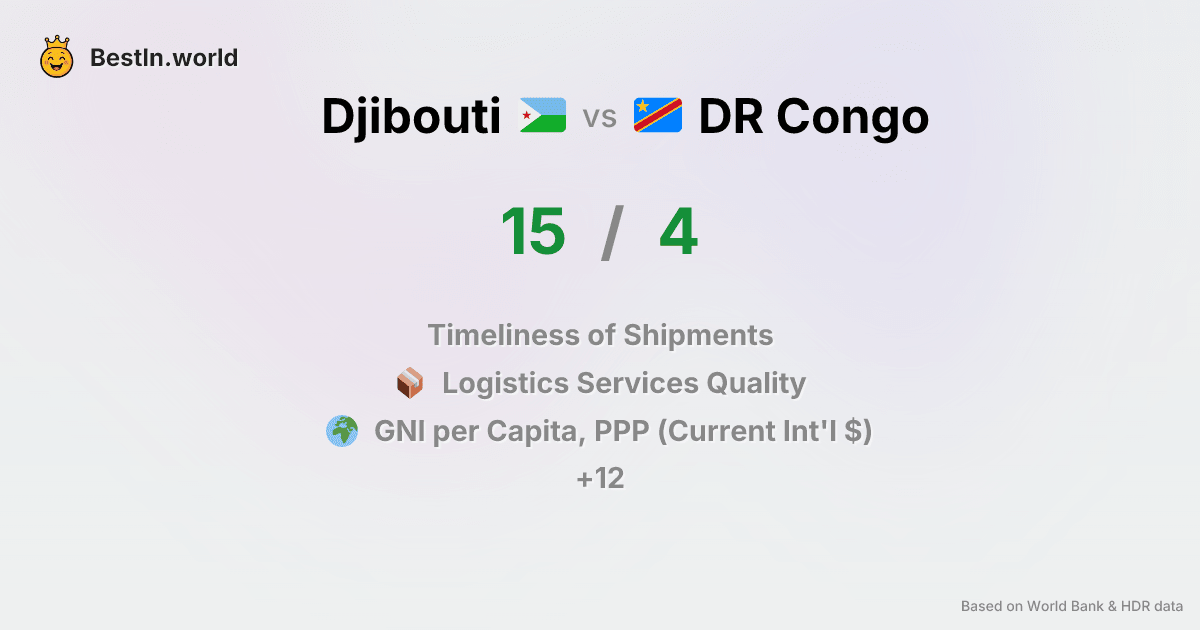 BestIn.world
Djibouti vs DR Congo
15 / 4
Timeliness of Shipments
Logistics Services Quality
GNI per Capita, PPP (Current Int'l $)
+12
Based on World Bank & HDR data